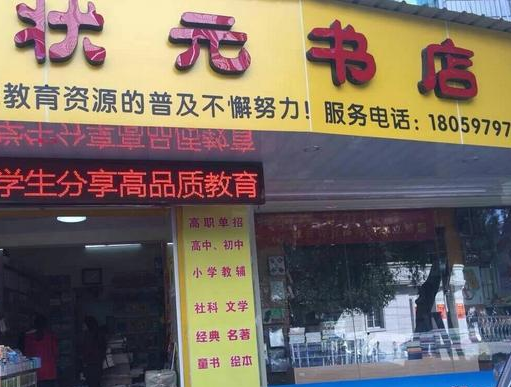 状元书店
教育资源的普及不懈努力！服务电话：18059797
学生分享高品质教育
高职单招
高中、初中
小学教辅
社科 文学
经典 名著
童书 绘本